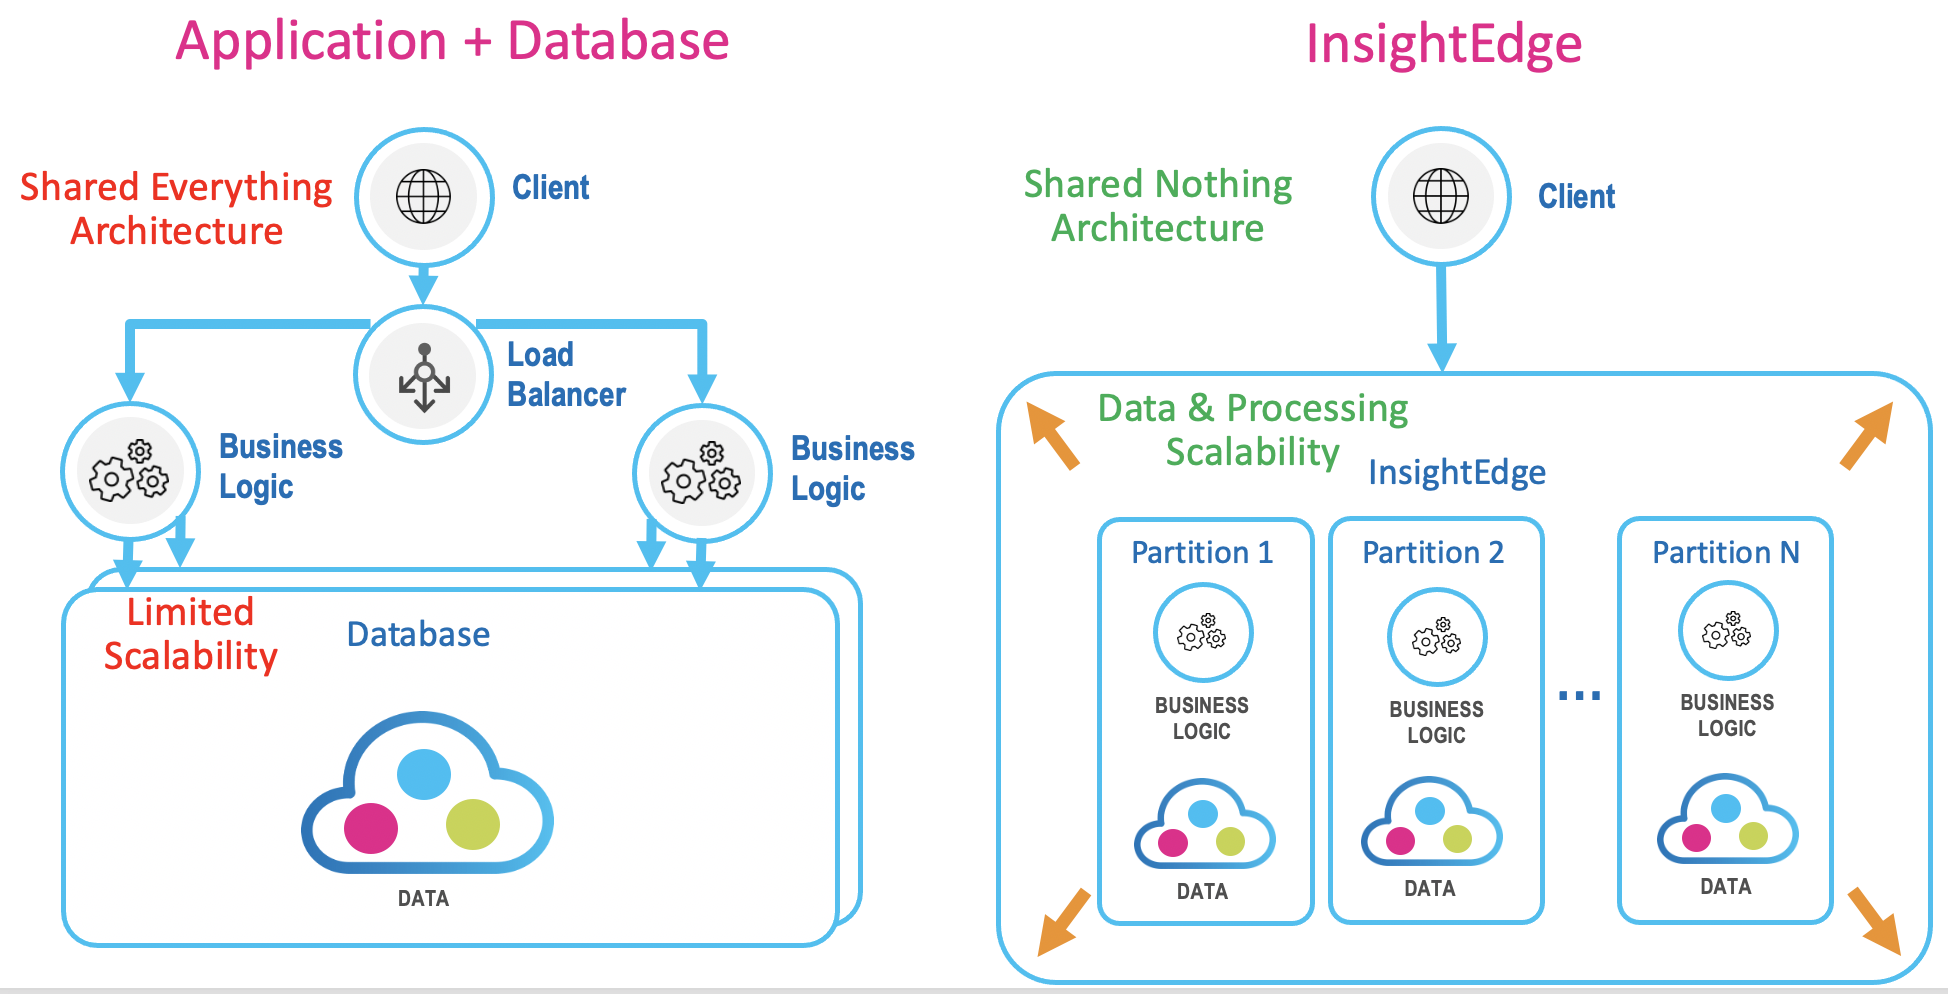 Application + Database
Shared Everything
Architecture
Client
Load
Balancer
Business
Logic
Business
Logic
Limited
Scalability
Database
DATA
InsightEdge
Shared Nothing
Architecture
Client
Data & Processing
Scalability
InsightEdge
Partition 1
BUSINESS
LOGIC
DATA
Partition 2
BUSINESS
LOGIC
DATA
...
Partition N
BUSINESS
LOGIC
DATA